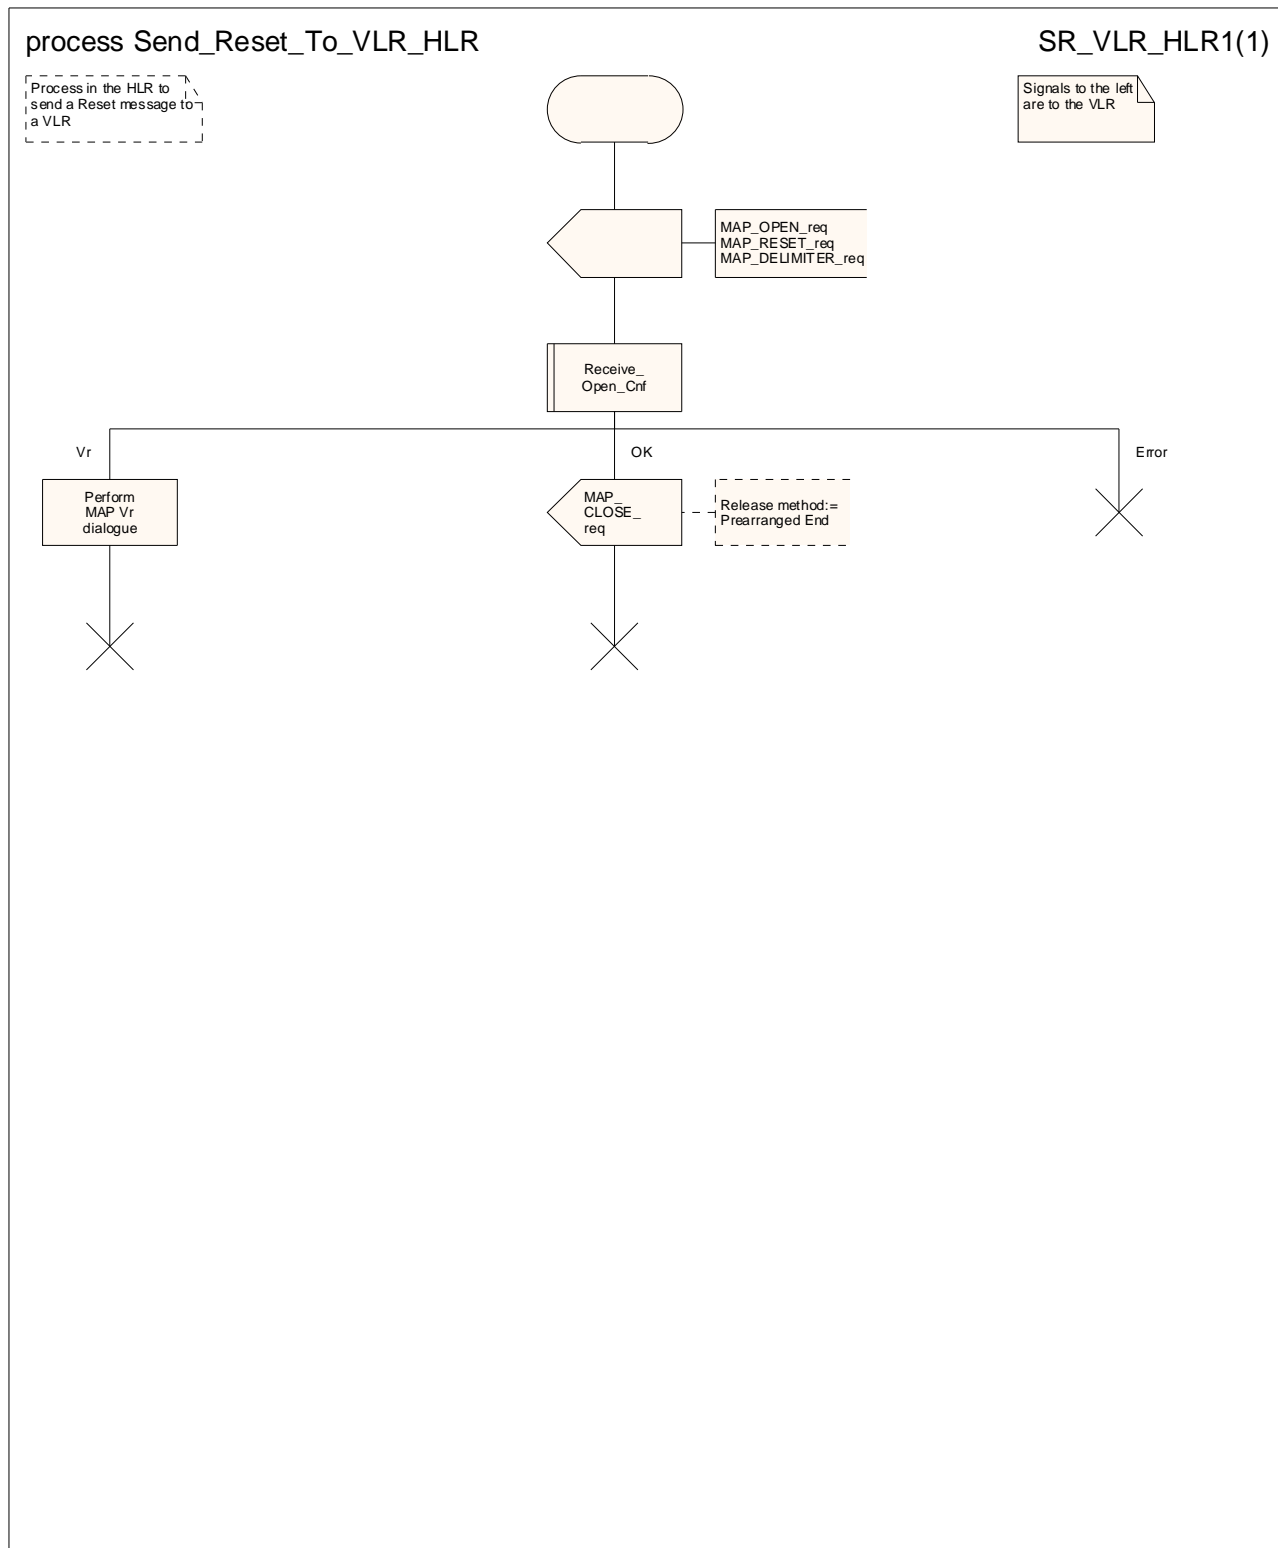 process Send_Reset_To_VLR_HLR
SR_VLR_HLR1(1)
Process in the HLR to
send a Reset message to
a VLR
Signals to the left
are to the VLR
MAP_OPEN_req
MAP_RESET_req
MAP_DELIMITER_req
Receive_
Open_Cnf
Vr
OK
Error
Perform
MAP Vr
dialogue
MAP_
CLOSE_
req
Release method:=
Prearranged End